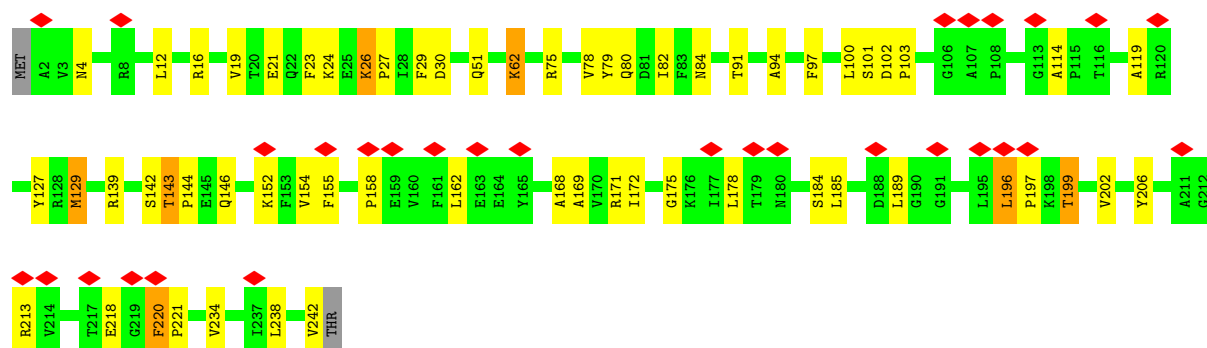 MET A2 V3 N4 R8 L12 R16 V19 T20 E21 Q22 F23 K24 E25 K26 P27 I28 F29 D30 Q51 K62 R75 V78 Y79 Q80 D81 I82 F83 N84 T91 A94 F97 L100 S101 D102 P103 G106 A107 P108 G113 A114 P115 T116 A119 R120
Y127 R128 M129 R139 S142 T143 P144 E145 Q146 K152 F153 V154 F155 P158 E159 V160 F161 L162 E163 E164 Y165 A168 A169 V170 R171 I172 G175 K176 I177 L178 T179 N180 S184 L185 D188 L189 G190 G191 L195 L196 P197 K198 T199 V202 Y206 A211 G212
R213 V214 T217 E218 G219 F220 P221 V234 I237 L238 V242 THR